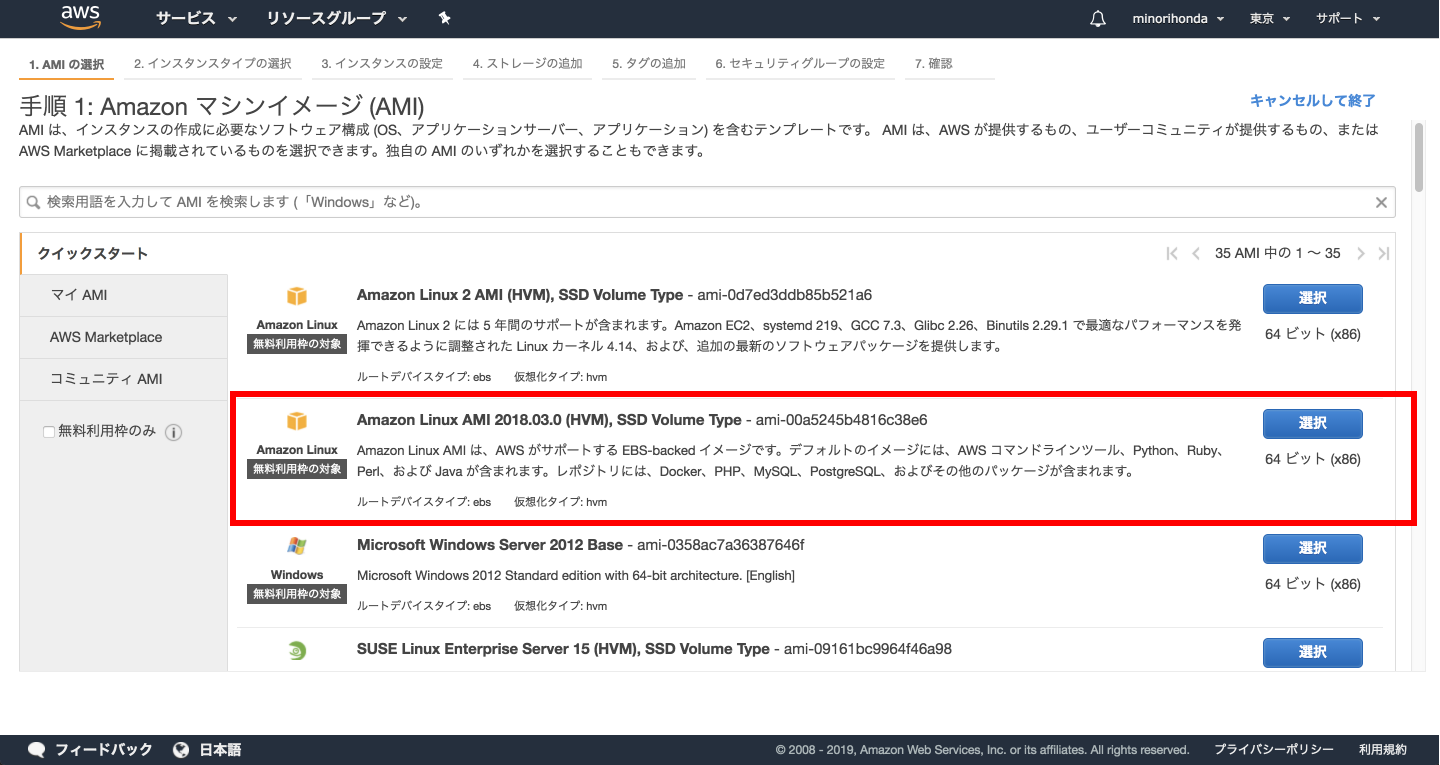 aws サービス リソースグループ minorihonda 東京 サポート
1. AMI の選択 2. インスタンスタイプの選択 3. インスタンスの設定 4. ストレージの追加 5. タグの追加 6. セキュリティグループの設定 7. 確認
手順 1: Amazon マシンイメージ (AMI)
キャンセルして終了
AMI は、インスタンスの作成に必要なソフトウェア構成 (OS、アプリケーションサーバー、アプリケーション) を含むテンプレートです。 AMI は、AWS が提供するもの、ユーザーコミュニティが提供するもの、または
AWS Marketplace に掲載されているものを選択できます。独自の AMI のいずれかを選択することもできます。
検索用語を入力して AMI を検索します (「Windows」など)。
クイックスタート
マイ AMI
AWS Marketplace
コミュニティ AMI
無料利用枠のみ
35 AMI 中の 1 〜 35
Amazon Linux
無料利用枠の対象
Amazon Linux 2 AMI (HVM), SSD Volume Type - ami-0d7ed3ddb85b521a6
Amazon Linux 2 には 5 年間のサポートが含まれます。Amazon EC2、systemd 219、GCC 7.3、Glibc 2.26、Binutils 2.29.1 で最適なパフォーマンスを発
揮できるように調整された Linux カーネル 4.14、および、追加の最新のソフトウェアパッケージを提供します。
ルートデバイスタイプ: ebs 仮想化タイプ: hvm
選択
64 ビット (x86)
Amazon Linux
無料利用枠の対象
Amazon Linux AMI 2018.03.0 (HVM), SSD Volume Type - ami-00a5245b4816c38e6
Amazon Linux AMI は、AWS がサポートする EBS-backed イメージです。デフォルトのイメージには、AWS コマンドラインツール、Python、Ruby、
Perl、および Java が含まれます。レポジトリには、Docker、PHP、MySQL、PostgreSQL、およびその他のパッケージが含まれます。
ルートデバイスタイプ: ebs 仮想化タイプ: hvm
選択
64 ビット (x86)
Windows
無料利用枠の対象
Microsoft Windows Server 2012 Base - ami-0358ac7a36387646f
Microsoft Windows 2012 Standard edition with 64-bit architecture. [English]
ルートデバイスタイプ: ebs 仮想化タイプ: hvm
選択
64 ビット (x86)
SUSE Linux Enterprise Server 15 (HVM), SSD Volume Type - ami-09161bc9964f46a98
選択
フィードバック 日本語 © 2008 - 2019, Amazon Web Services, Inc. or its affiliates. All rights reserved. プライバシーポリシー 利用規約